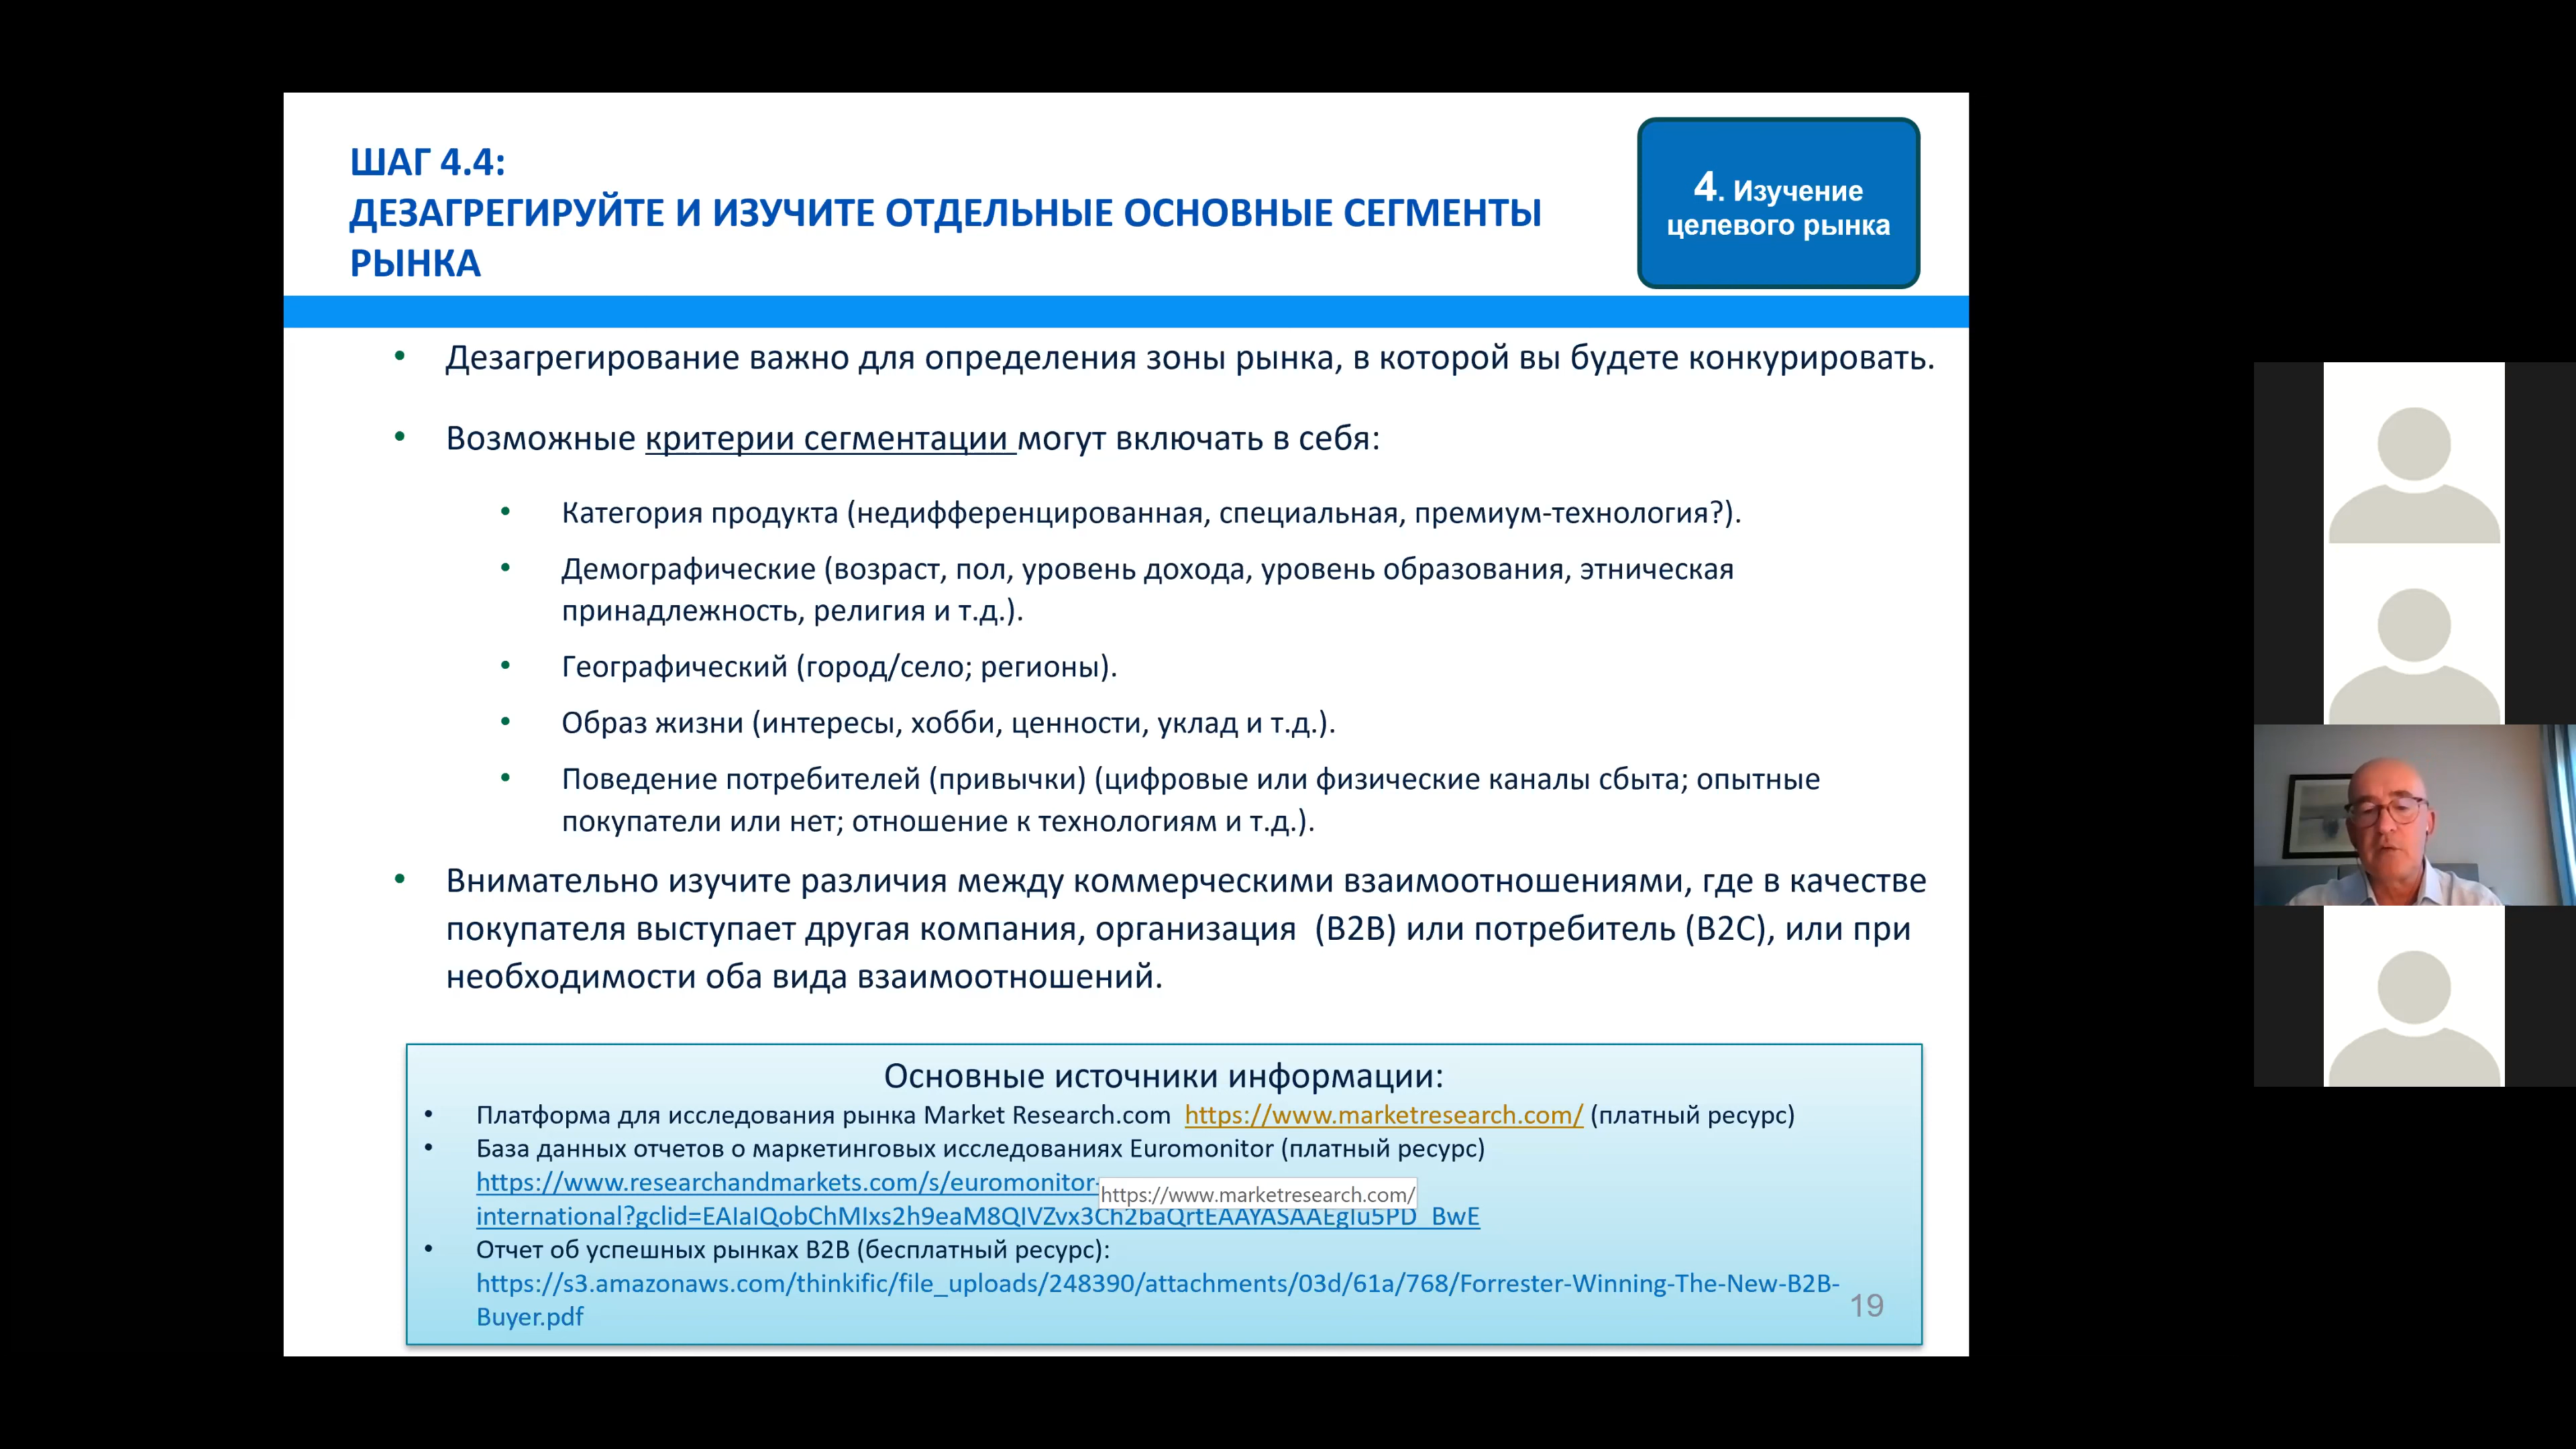 ШАГ 4.4:
ДЕЗАГРЕГИРУЙТЕ И ИЗУЧИТЕ ОТДЕЛЬНЫЕ ОСНОВНЫЕ СЕГМЕНТЫ
РЫНКА
4. Изучение
целевого рынка
• Дезагрегирование важно для определения зоны рынка, в которой вы будете конкурировать.
• Возможные критерии сегментации могут включать в себя:
• Категория продукта (недифференцированная, специальная, премиум-технология?).
• Демографические (возраст, пол, уровень дохода, уровень образования, этническая
принадлежность, религия и т.д.).
• Географический (город/село; регионы).
• Образ жизни (интересы, хобби, ценности, уклад и т.д.).
• Поведение потребителей (привычки) (цифровые или физические каналы сбыта; опытные
покупатели или нет; отношение к технологиям и т.д.).
• Внимательно изучите различия между коммерческими взаимоотношениями, где в качестве
покупателя выступает другая компания, организация (B2B) или потребитель (B2C), или при
необходимости оба вида взаимоотношений.
Основные источники информации:
• Платформа для исследования рынка Market Research.com https://www.marketresearch.com/ (платный ресурс)
• База данных отчетов о маркетинговых исследованиях Euromonitor (платный ресурс)
https://www.researchandmarkets.com/s/euromonitor-
https://www.marketresearch.com/
international?gclid=EAIaIQobChMIxs2h9eaM8QIVZvx3Ch2baQrtEAAYASAAEgIu5PD_BwE
• Отчет об успешных рынках B2B (бесплатный ресурс):
https://s3.amazonaws.com/thinkific/file_uploads/248390/attachments/03d/61a/768/Forrester-Winning-The-New-B2B-
Buyer.pdf
19